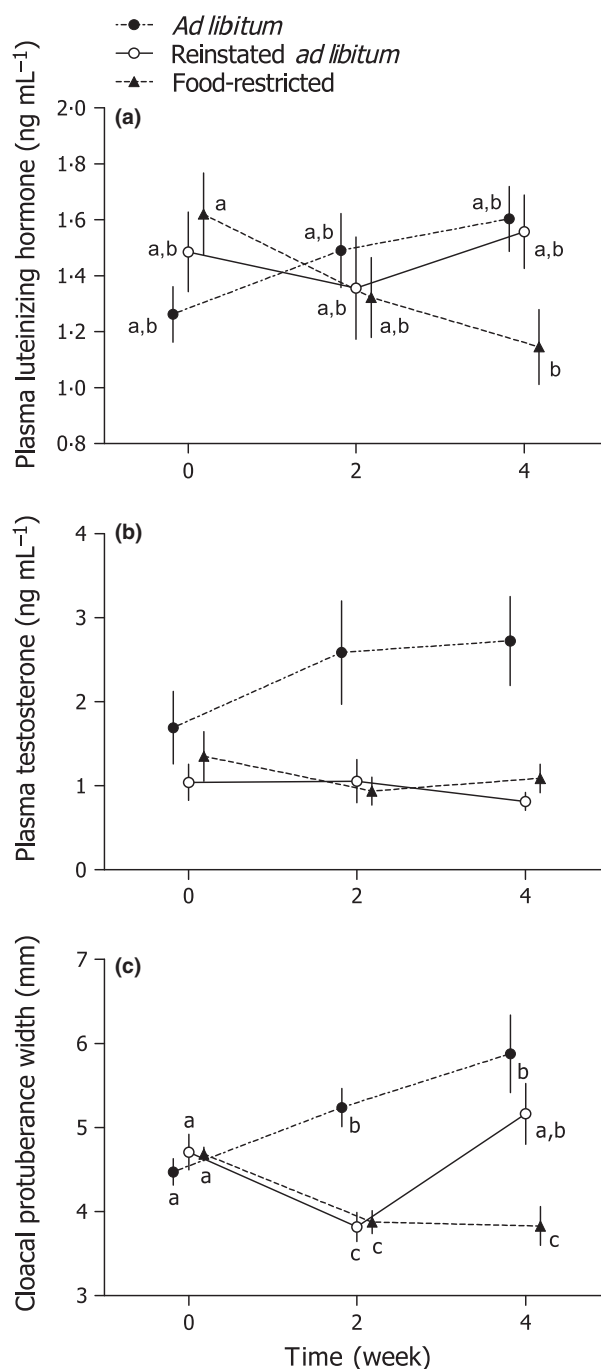 Ad libitum
Reinstated ad libitum
Food-restricted
Plasma luteinizing hormone (ng mL⁻¹)
(a)
2·0
1·8
1·6
1·4
1·2
1·0
0·8
a,b
a,b
a
a,b
a,b
a,b
a,b
a,b
b
0
2
4
Plasma testosterone (ng mL⁻¹)
(b)
4
3
2
1
0
0
2
4
Cloacal protuberance width (mm)
(c)
7
6
5
4
3
a
a
a
b
c
c
b
a,b
c
0
2
4
Time (week)